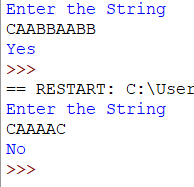 Enter the String
CAABBAABB
Yes
>>>
== RESTART: C:\User
Enter the String
CAAAAC
No
>>>